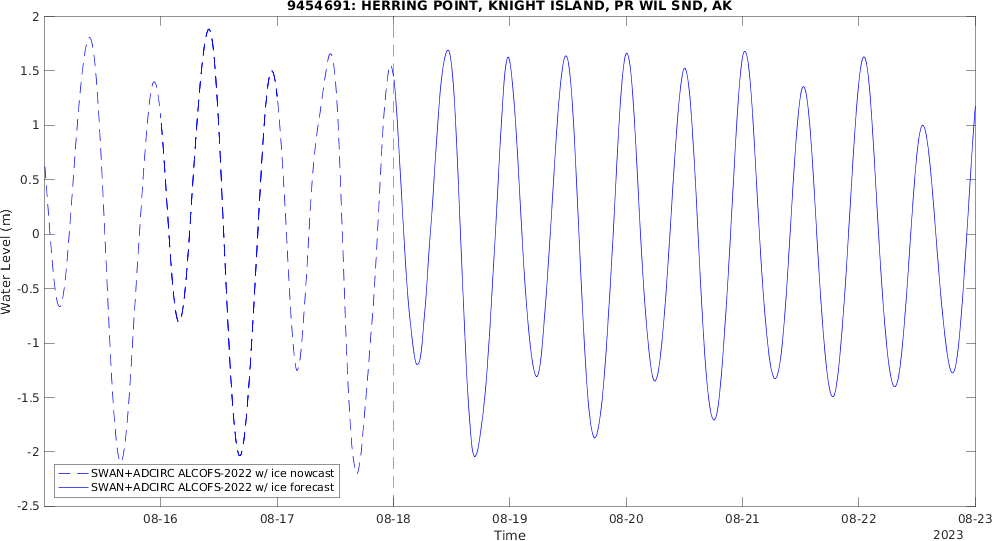 9454691: HERRING POINT, KNIGHT ISLAND, PR WIL SND, AK
2
1.5
1
0.5
0
-0.5
-1
-1.5
-2
-2.5
Water Level (m)
SWAN+ADCIRC ALCOFS-2022 w/ ice nowcast
SWAN+ADCIRC ALCOFS-2022 w/ ice forecast
08-16 08-17 08-18 08-19 08-20 08-21 08-22 08-23
Time
2023